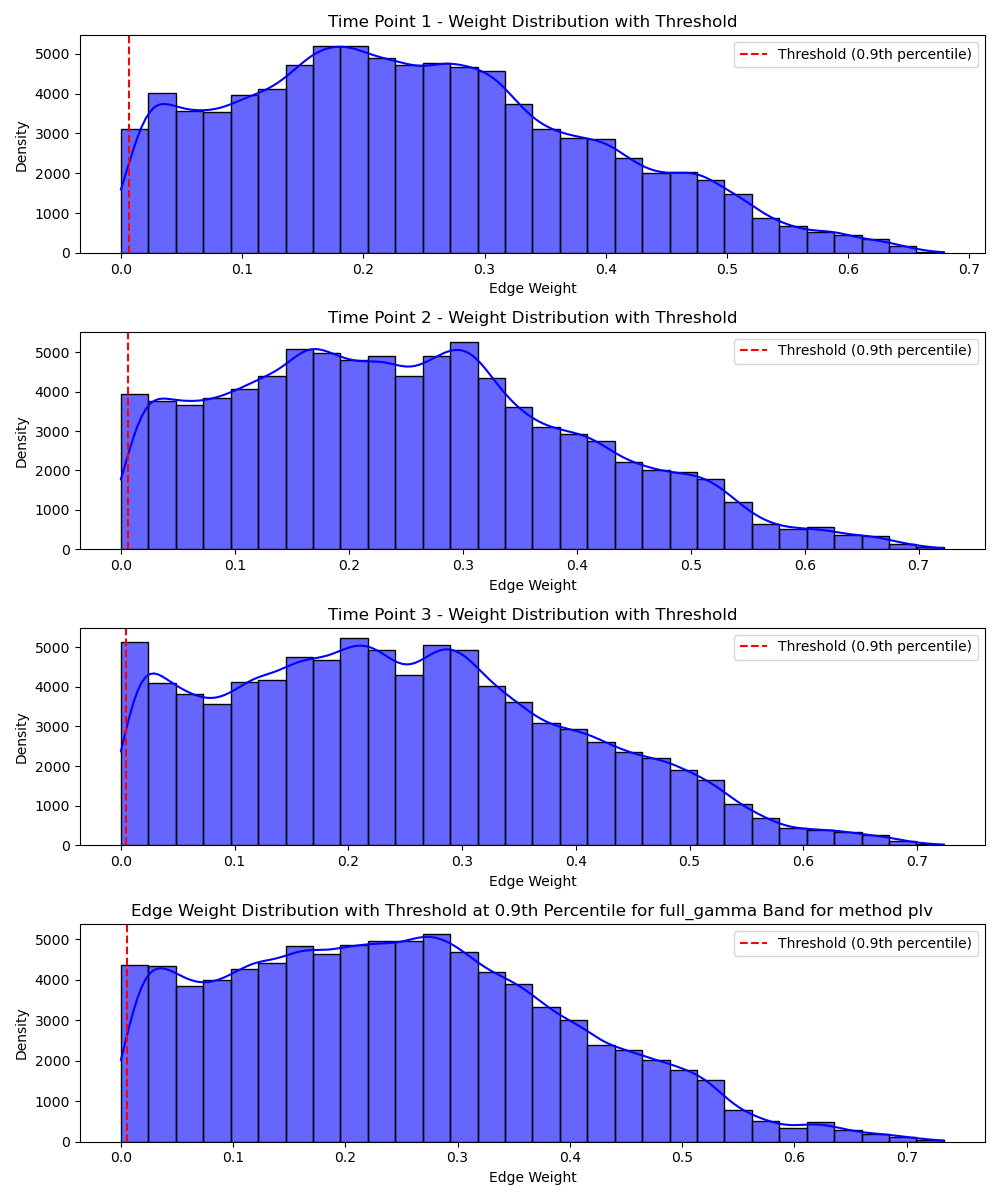 Time Point 1 - Weight Distribution with Threshold
Threshold (0.9th percentile)
Density
5000
4000
3000
2000
1000
0
0.0 0.1 0.2 0.3 0.4 0.5 0.6 0.7
Edge Weight
Time Point 2 - Weight Distribution with Threshold
Threshold (0.9th percentile)
Density
5000
4000
3000
2000
1000
0
0.0 0.1 0.2 0.3 0.4 0.5 0.6 0.7
Edge Weight
Time Point 3 - Weight Distribution with Threshold
Threshold (0.9th percentile)
Density
5000
4000
3000
2000
1000
0
0.0 0.1 0.2 0.3 0.4 0.5 0.6 0.7
Edge Weight
Edge Weight Distribution with Threshold at 0.9th Percentile for full_gamma Band for method plv
Threshold (0.9th percentile)
Density
5000
4000
3000
2000
1000
0
0.0 0.1 0.2 0.3 0.4 0.5 0.6 0.7
Edge Weight